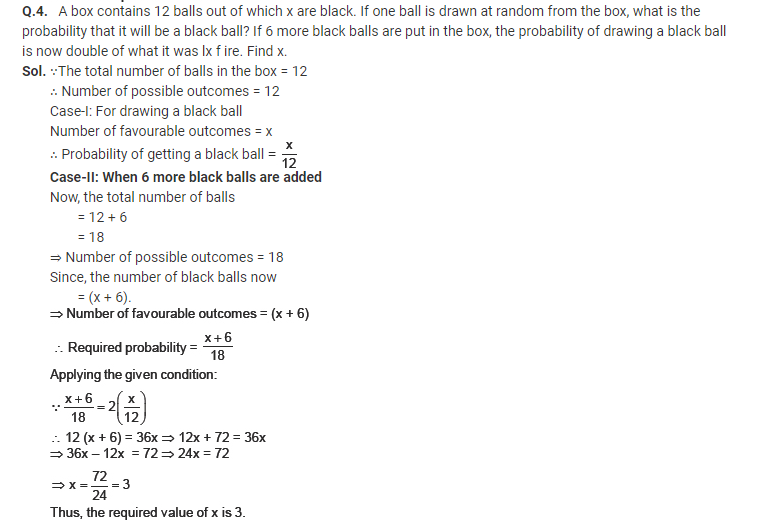 Q.4. A box contains 12 balls out of which x are black. If one ball is drawn at random from the box, what is the
probability that it will be a black ball? If 6 more black balls are put in the box, the probability of drawing a black ball
is now double of what it was lx f ire. Find x.
Sol. ∵The total number of balls in the box = 12
∴ Number of possible outcomes = 12
Case-I: For drawing a black ball
Number of favourable outcomes = x
∴ Probability of getting a black ball = x/12
Case-II: When 6 more black balls are added
Now, the total number of balls
= 12 + 6
= 18
⇒ Number of possible outcomes = 18
Since, the number of black balls now
= (x + 6).
⇒ Number of favourable outcomes = (x + 6)
∴ Required probability = x+6/18
Applying the given condition:
∵ x+6/18 = 2(x/12)
∴ 12 (x + 6) = 36x ⇒ 12x + 72 = 36x
⇒ 36x – 12x = 72 ⇒ 24x = 72
⇒ x = 72/24 = 3
Thus, the required value of x is 3.